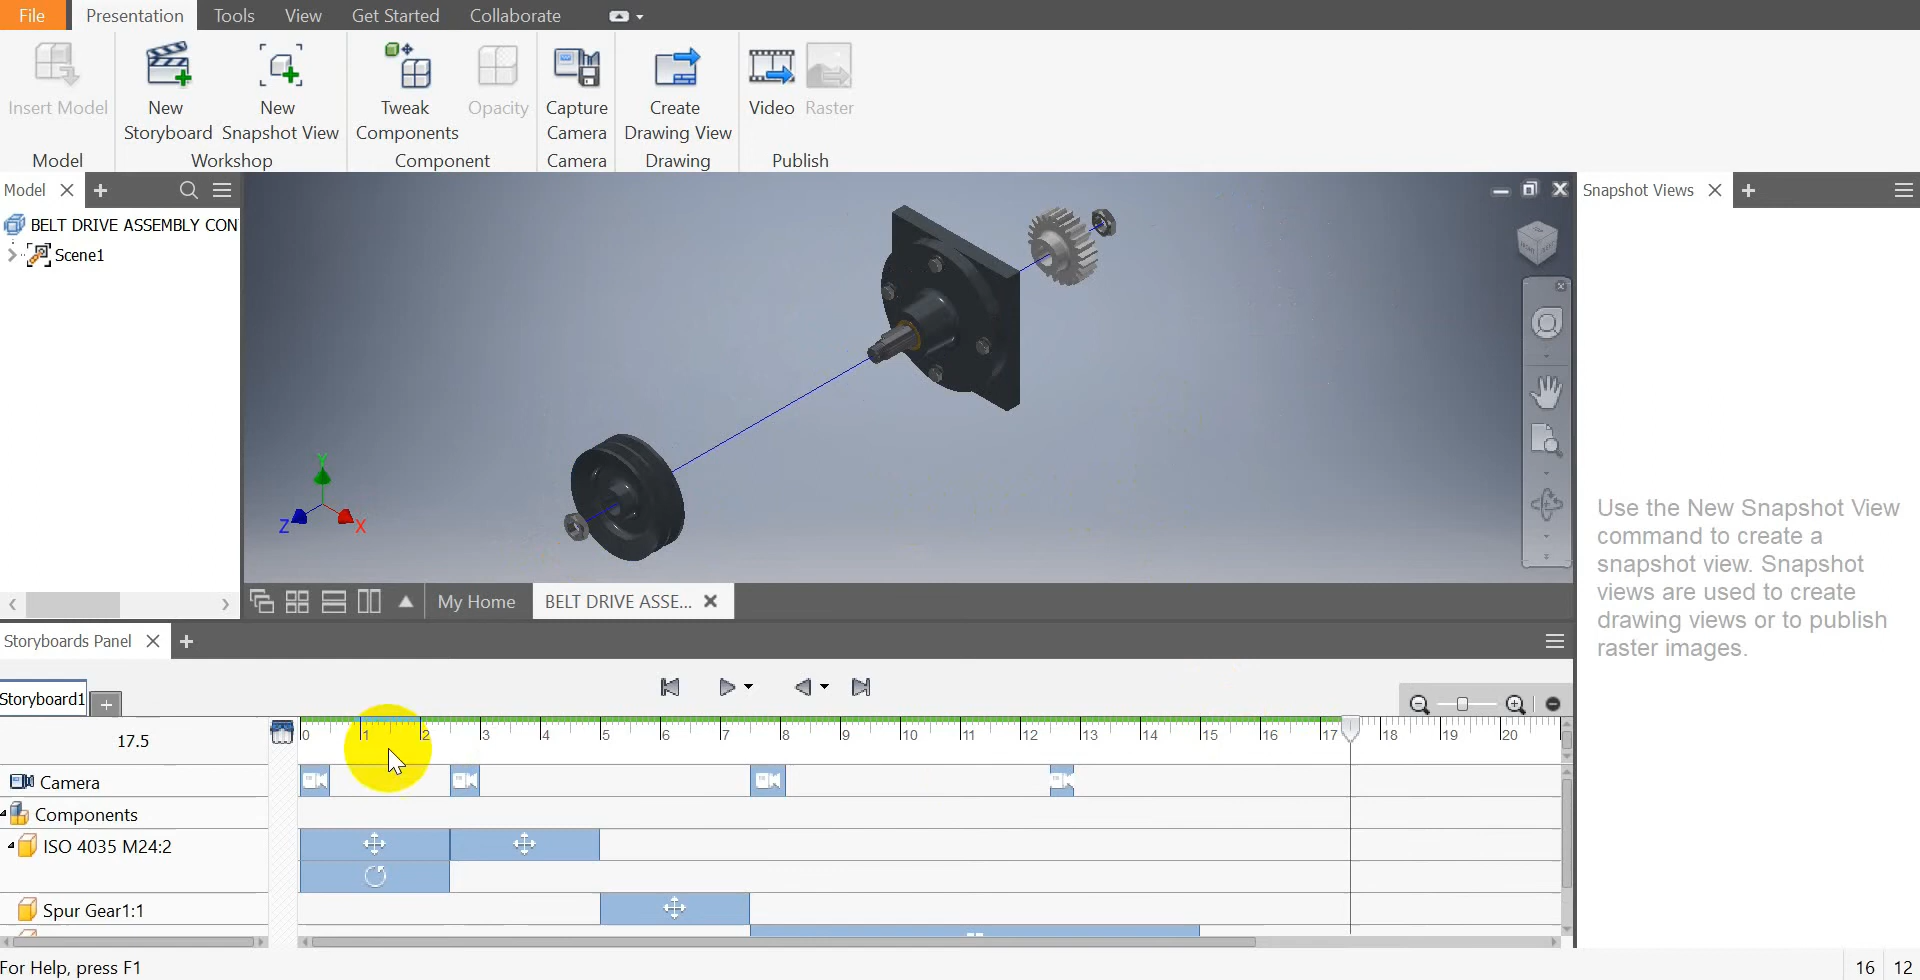 File Presentation Tools View Get Started Collaborate
Insert Model
New
Storyboard
New
Snapshot View
Tweak
Components
Opacity
Capture
Camera
Create
Drawing View
Video Raster
Model Workshop Component Camera Drawing Publish
Model
BELT DRIVE ASSEMBLY CON
Scene1
Y
Z
X
Snapshot Views
Use the New Snapshot View
command to create a
snapshot view. Snapshot
views are used to create
drawing views or to publish
raster images.
My Home BELT DRIVE ASSE...
Storyboards Panel
Storyboard1
17.5
0 1 2 3 4 5 6 7 8 9 10 11 12 13 14 15 16 17 18 19 20
Camera
Components
ISO 4035 M24:2
Spur Gear1:1
For Help, press F1
16 12